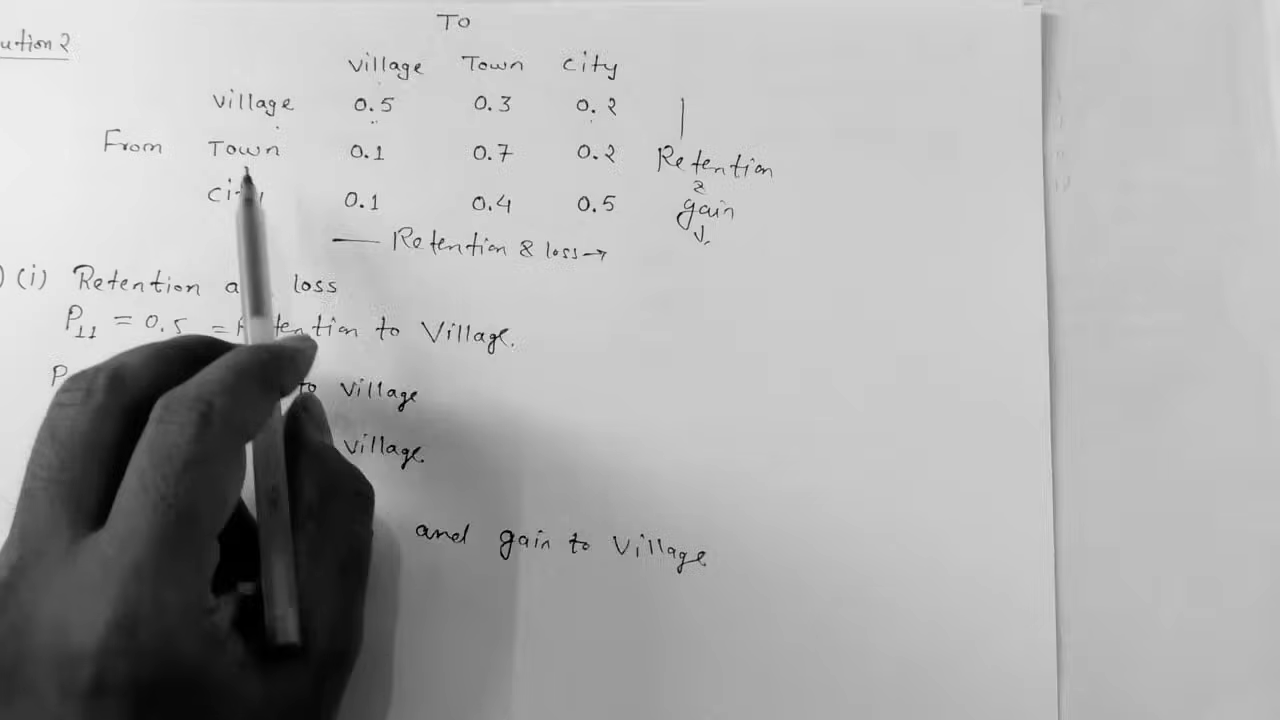 ution 2
To
village Town city
village 0.5 0.3 0.2
From Town 0.1 0.7 0.2 Retention
&
0.1 0.4 0.5 gain
Retention & loss→
(i) Retention loss
P11 = 0.5 = to Village.
P to village
village.
and gain to Village